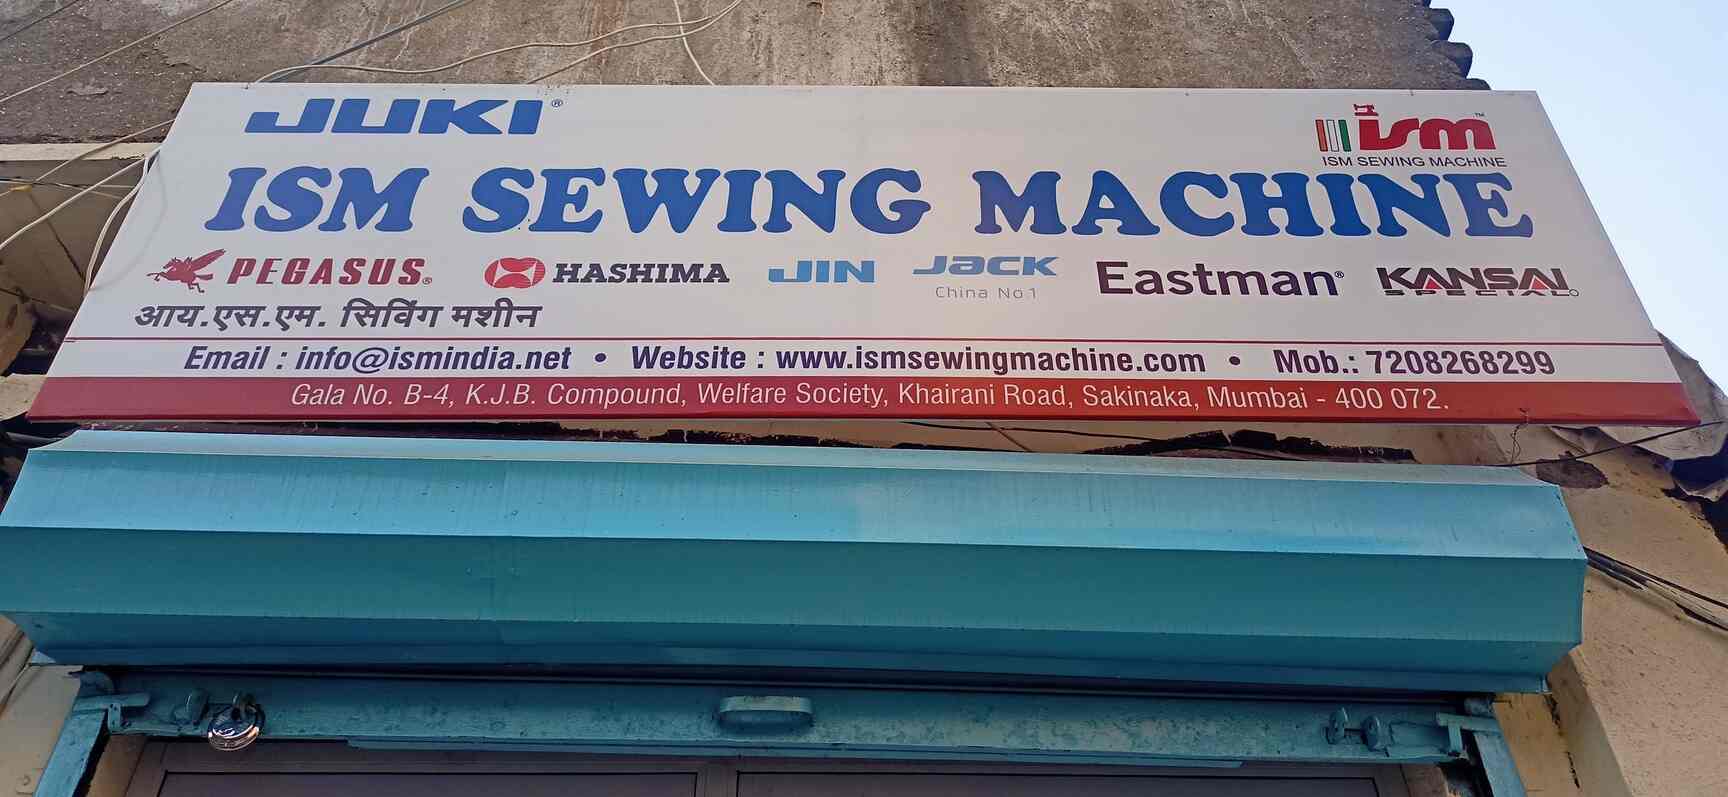 JUKI®
ism™
ISM SEWING MACHINE
ISM SEWING MACHINE
PEGASUS® HASHIMA JIN JACK Eastman® KANSAI
China No.1 SPECIAL
आय.एस.एम. सिविंग मशीन
Email : info@ismindia.net • Website : www.ismsewingmachine.com • Mob.: 7208268299
Gala No. B-4, K.J.B. Compound, Welfare Society, Khairani Road, Sakinaka, Mumbai - 400 072.